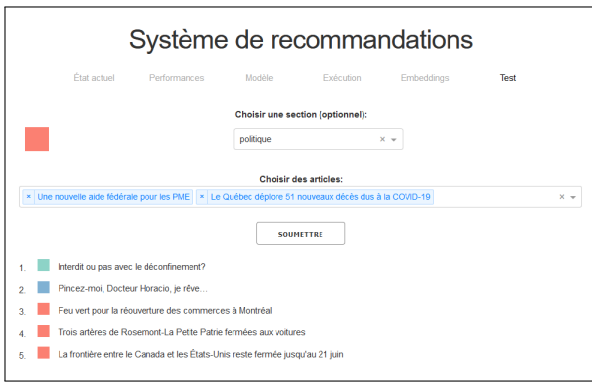 Système de recommandations
État actuel Performances Modèle Exécution Embeddings Test
Choisir une section (optionnel):
politique × ▾
Choisir des articles:
× Une nouvelle aide fédérale pour les PME × Le Québec déplore 51 nouveaux décès dus à la COVID-19 × ▾
SOUMETTRE
1. Interdit ou pas avec le déconfinement?
2. Pincez-moi, Docteur Horacio, je rêve…
3. Feu vert pour la réouverture des commerces à Montréal
4. Trois artères de Rosemont-La Petite Patrie fermées aux voitures
5. La frontière entre le Canada et les États-Unis reste fermée jusqu'au 21 juin